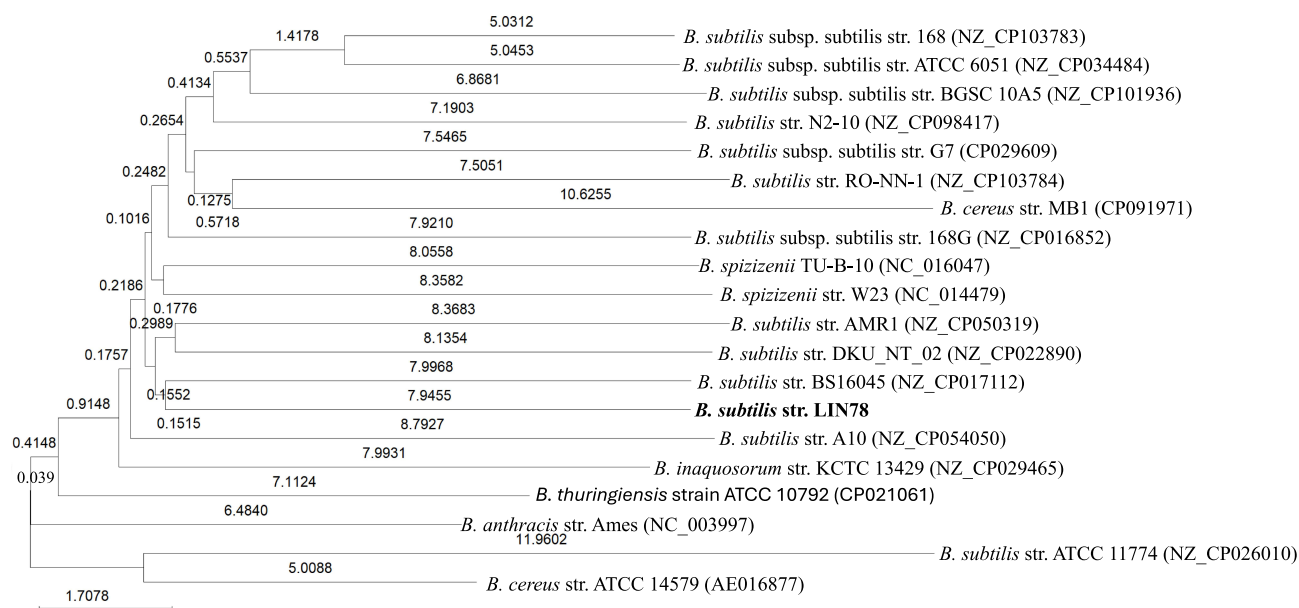 5.0312
1.4178
B. subtilis subsp. subtilis str. 168 (NZ_CP103783)
5.0453
0.5537
B. subtilis subsp. subtilis str. ATCC 6051 (NZ_CP034484)
6.8681
0.4134
B. subtilis subsp. subtilis str. BGSC 10A5 (NZ_CP101936)
7.1903
0.2654
B. subtilis str. N2-10 (NZ_CP098417)
7.5465
B. subtilis subsp. subtilis str. G7 (CP029609)
0.2482
7.5051
B. subtilis str. RO-NN-1 (NZ_CP103784)
0.1275
10.6255
B. cereus str. MB1 (CP091971)
0.1016
0.5718
7.9210
B. subtilis subsp. subtilis str. 168G (NZ_CP016852)
8.0558
B. spizizenii TU-B-10 (NC_016047)
0.2186
8.3582
B. spizizenii str. W23 (NC_014479)
0.1776
8.3683
0.2989
B. subtilis str. AMR1 (NZ_CP050319)
8.1354
0.1757
B. subtilis str. DKU_NT_02 (NZ_CP022890)
7.9968
B. subtilis str. BS16045 (NZ_CP017112)
0.1552
7.9455
0.9148
B. subtilis str. LIN78
0.1515
8.7927
0.4148
B. subtilis str. A10 (NZ_CP054050)
7.9931
B. inaquosorum str. KCTC 13429 (NZ_CP029465)
0.039
7.1124
B. thuringiensis strain ATCC 10792 (CP021061)
6.4840
B. anthracis str. Ames (NC_003997)
11.9602
B. subtilis str. ATCC 11774 (NZ_CP026010)
5.0088
B. cereus str. ATCC 14579 (AE016877)
1.7078